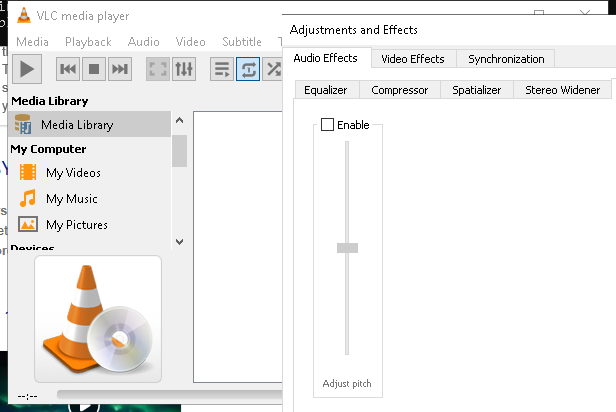 VLC media player
Media Playback Audio Video Subtitle
Media Library
Media Library
My Computer
My Videos
My Music
My Pictures
Devices
--:--
Adjustments and Effects
Audio Effects Video Effects Synchronization
Equalizer Compressor Spatializer Stereo Widener
Enable
Adjust pitch